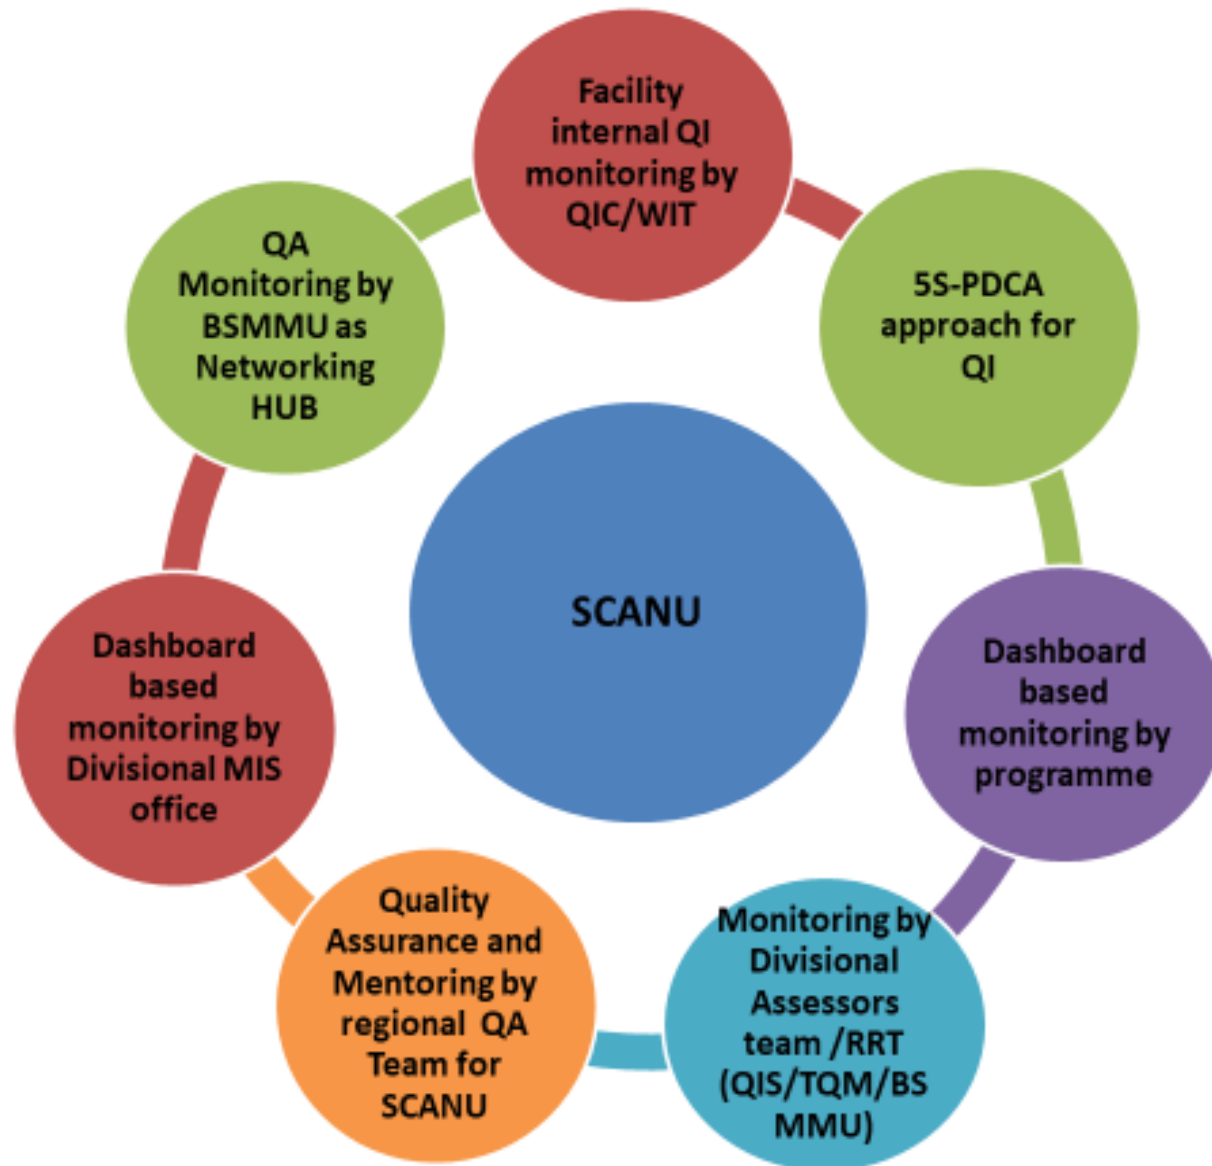 Facility
internal QI
monitoring by
QIC/WIT
5S-PDCA
approach for
QI
Dashboard
based
monitoring by
programme
Monitoring by
Divisional
Assessors
team /RRT
(QIS/TQM/BS
MMU)
Quality
Assurance and
Mentoring by
regional QA
Team for
SCANU
Dashboard
based
monitoring by
Divisional MIS
office
QA
Monitoring by
BSMMU as
Networking
HUB
SCANU